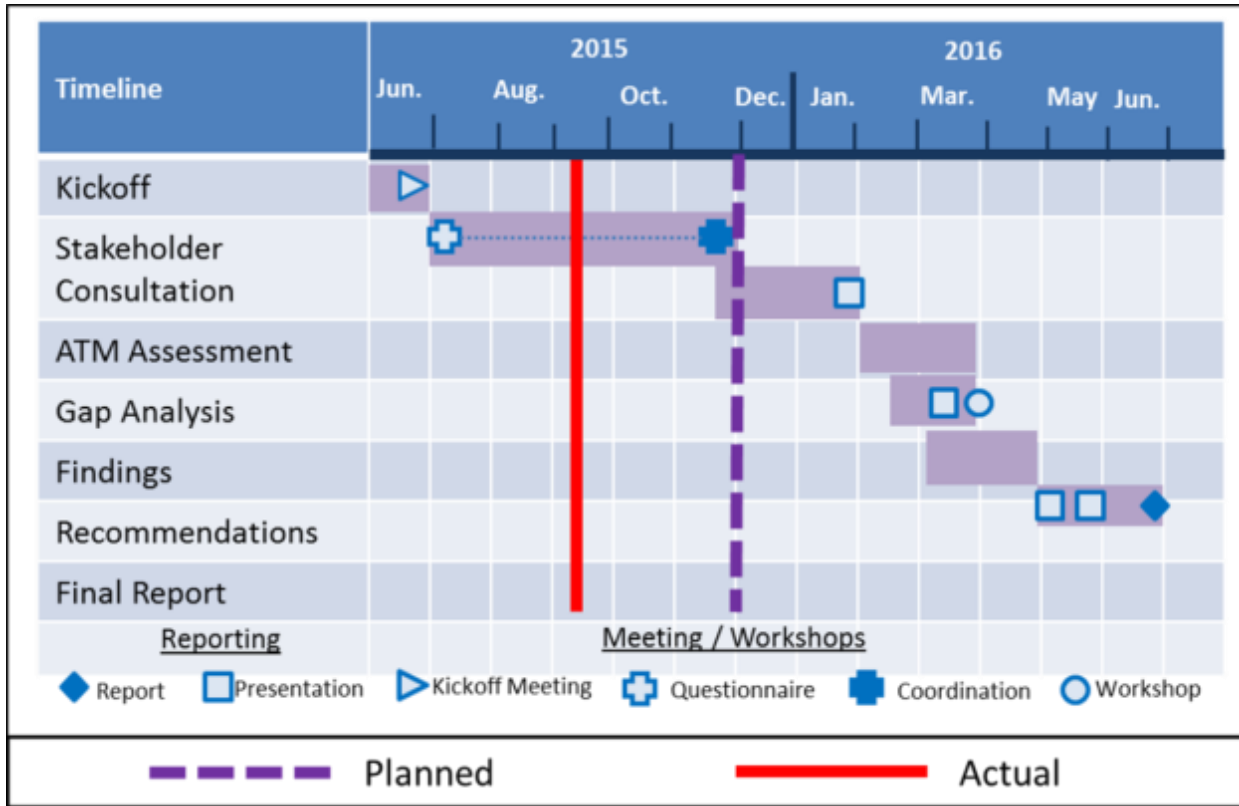 2015 2016
Timeline
Jun. Aug. Oct. Dec. Jan. Mar. May Jun.
Kickoff
Stakeholder
Consultation
ATM Assessment
Gap Analysis
Findings
Recommendations
Final Report
Reporting Meeting / Workshops
Report Presentation Kickoff Meeting Questionnaire Coordination Workshop
Planned Actual